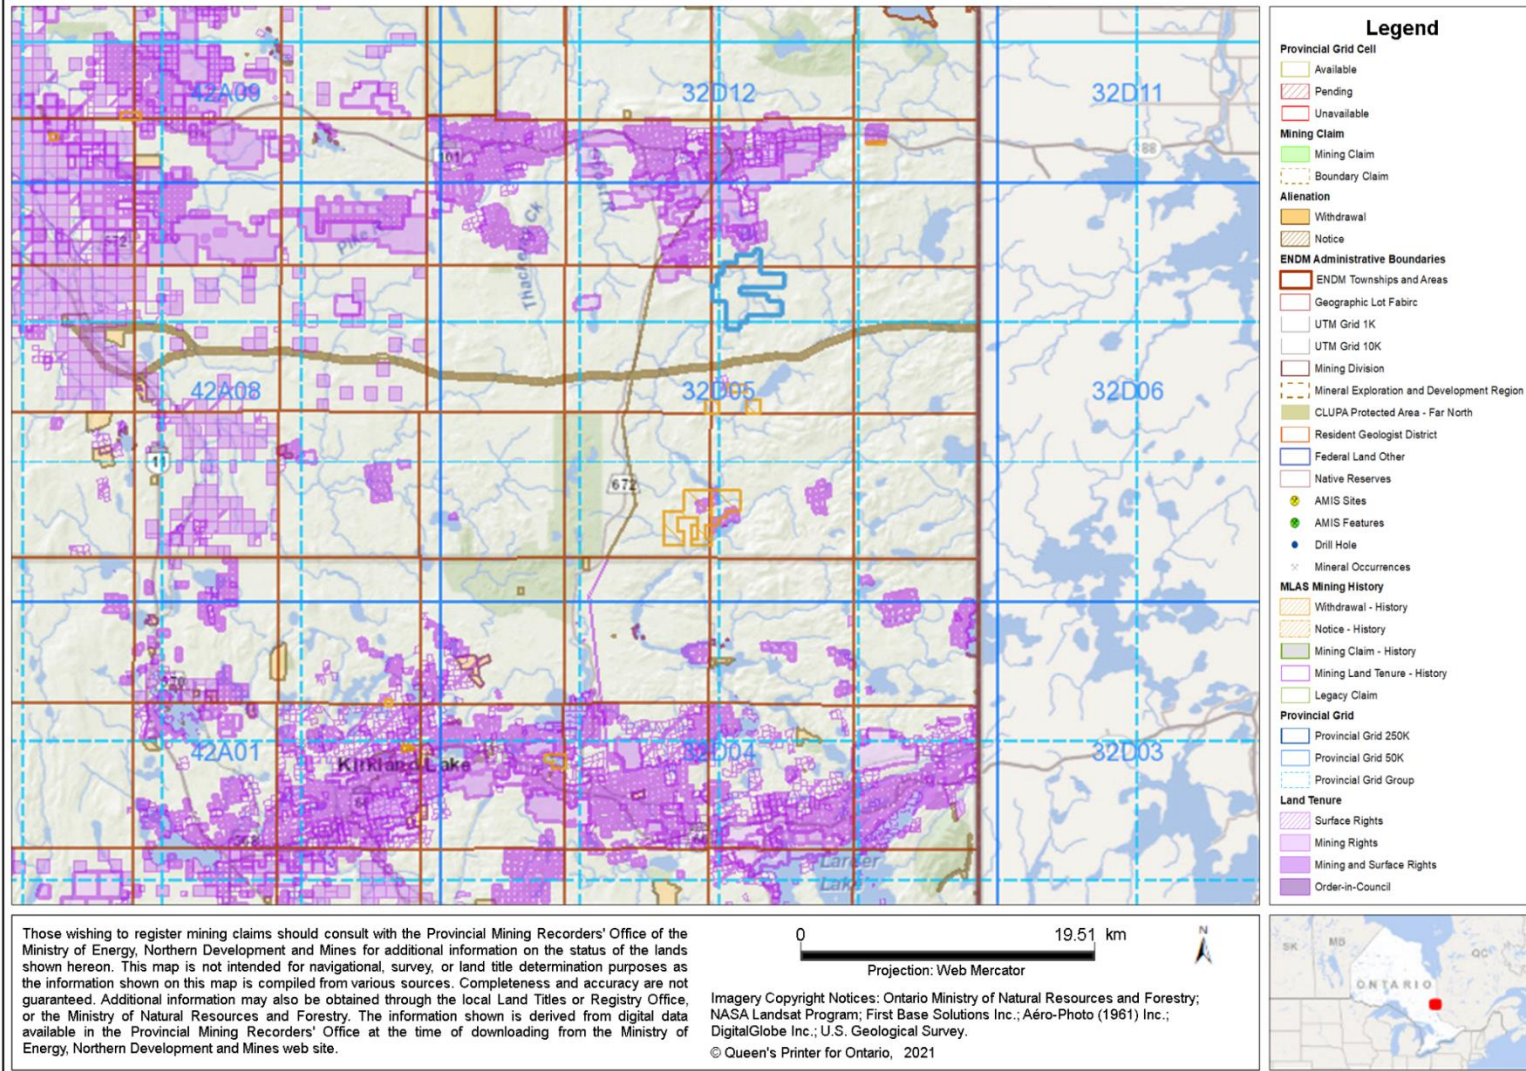 42A09
32D12
32D11
101
388
572
Pike R
Thackeray Ck
42A08
32D05
32D06
11
672
42A01
32D04
32D03
Kirkland Lake
568
Larder
Lake
Legend
Provincial Grid Cell
Available
Pending
Unavailable
Mining Claim
Mining Claim
Boundary Claim
Alienation
Withdrawal
Notice
ENDM Administrative Boundaries
ENDM Townships and Areas
Geographic Lot Fabirc
UTM Grid 1K
UTM Grid 10K
Mining Division
Mineral Exploration and Development Region
CLUPA Protected Area - Far North
Resident Geologist District
Federal Land Other
Native Reserves
AMIS Sites
AMIS Features
Drill Hole
Mineral Occurrences
MLAS Mining History
Withdrawal - History
Notice - History
Mining Claim - History
Mining Land Tenure - History
Legacy Claim
Provincial Grid
Provincial Grid 250K
Provincial Grid 50K
Provincial Grid Group
Land Tenure
Surface Rights
Mining Rights
Mining and Surface Rights
Order-in-Council
Those wishing to register mining claims should consult with the Provincial Mining Recorders' Office of the
Ministry of Energy, Northern Development and Mines for additional information on the status of the lands
shown hereon. This map is not intended for navigational, survey, or land title determination purposes as
the information shown on this map is compiled from various sources. Completeness and accuracy are not
guaranteed. Additional information may also be obtained through the local Land Titles or Registry Office,
or the Ministry of Natural Resources and Forestry. The information shown is derived from digital data
available in the Provincial Mining Recorders' Office at the time of downloading from the Ministry of
Energy, Northern Development and Mines web site.
0 19.51 km
Projection: Web Mercator
N
Imagery Copyright Notices: Ontario Ministry of Natural Resources and Forestry;
NASA Landsat Program; First Base Solutions Inc.; Aéro-Photo (1961) Inc.;
DigitalGlobe Inc.; U.S. Geological Survey.
© Queen's Printer for Ontario, 2021
SK
MB
ONTARIO
QC